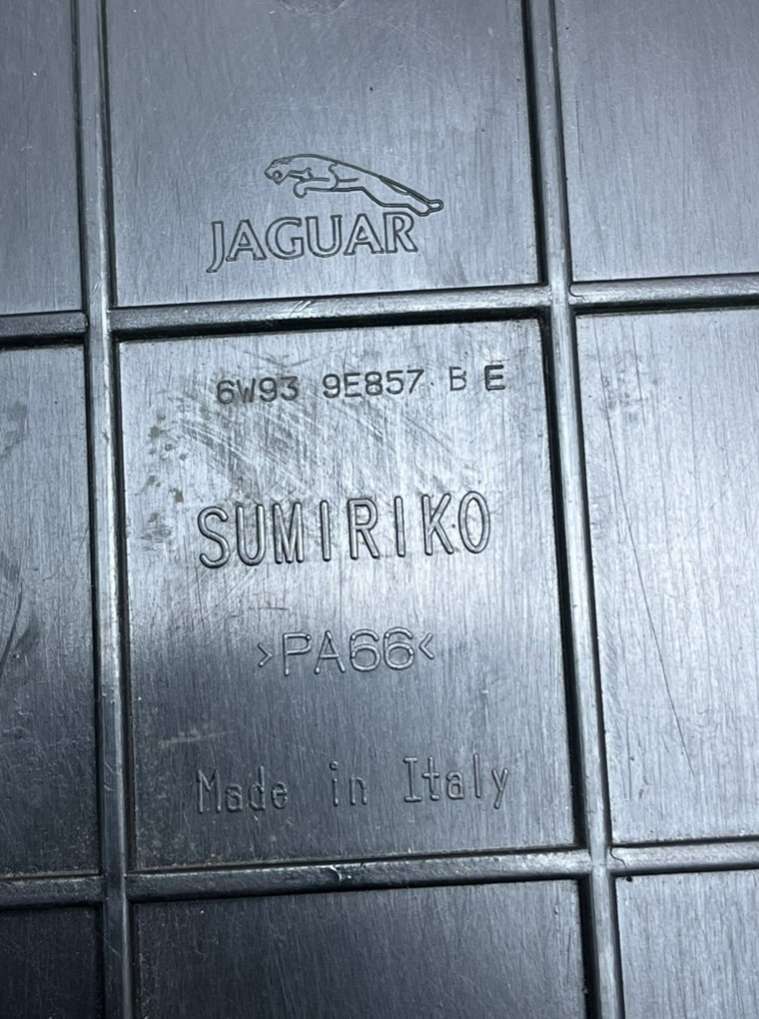 JAGUAR
6W93 9E857 B E
SUMIRIKO
>PA66<
Made in Italy